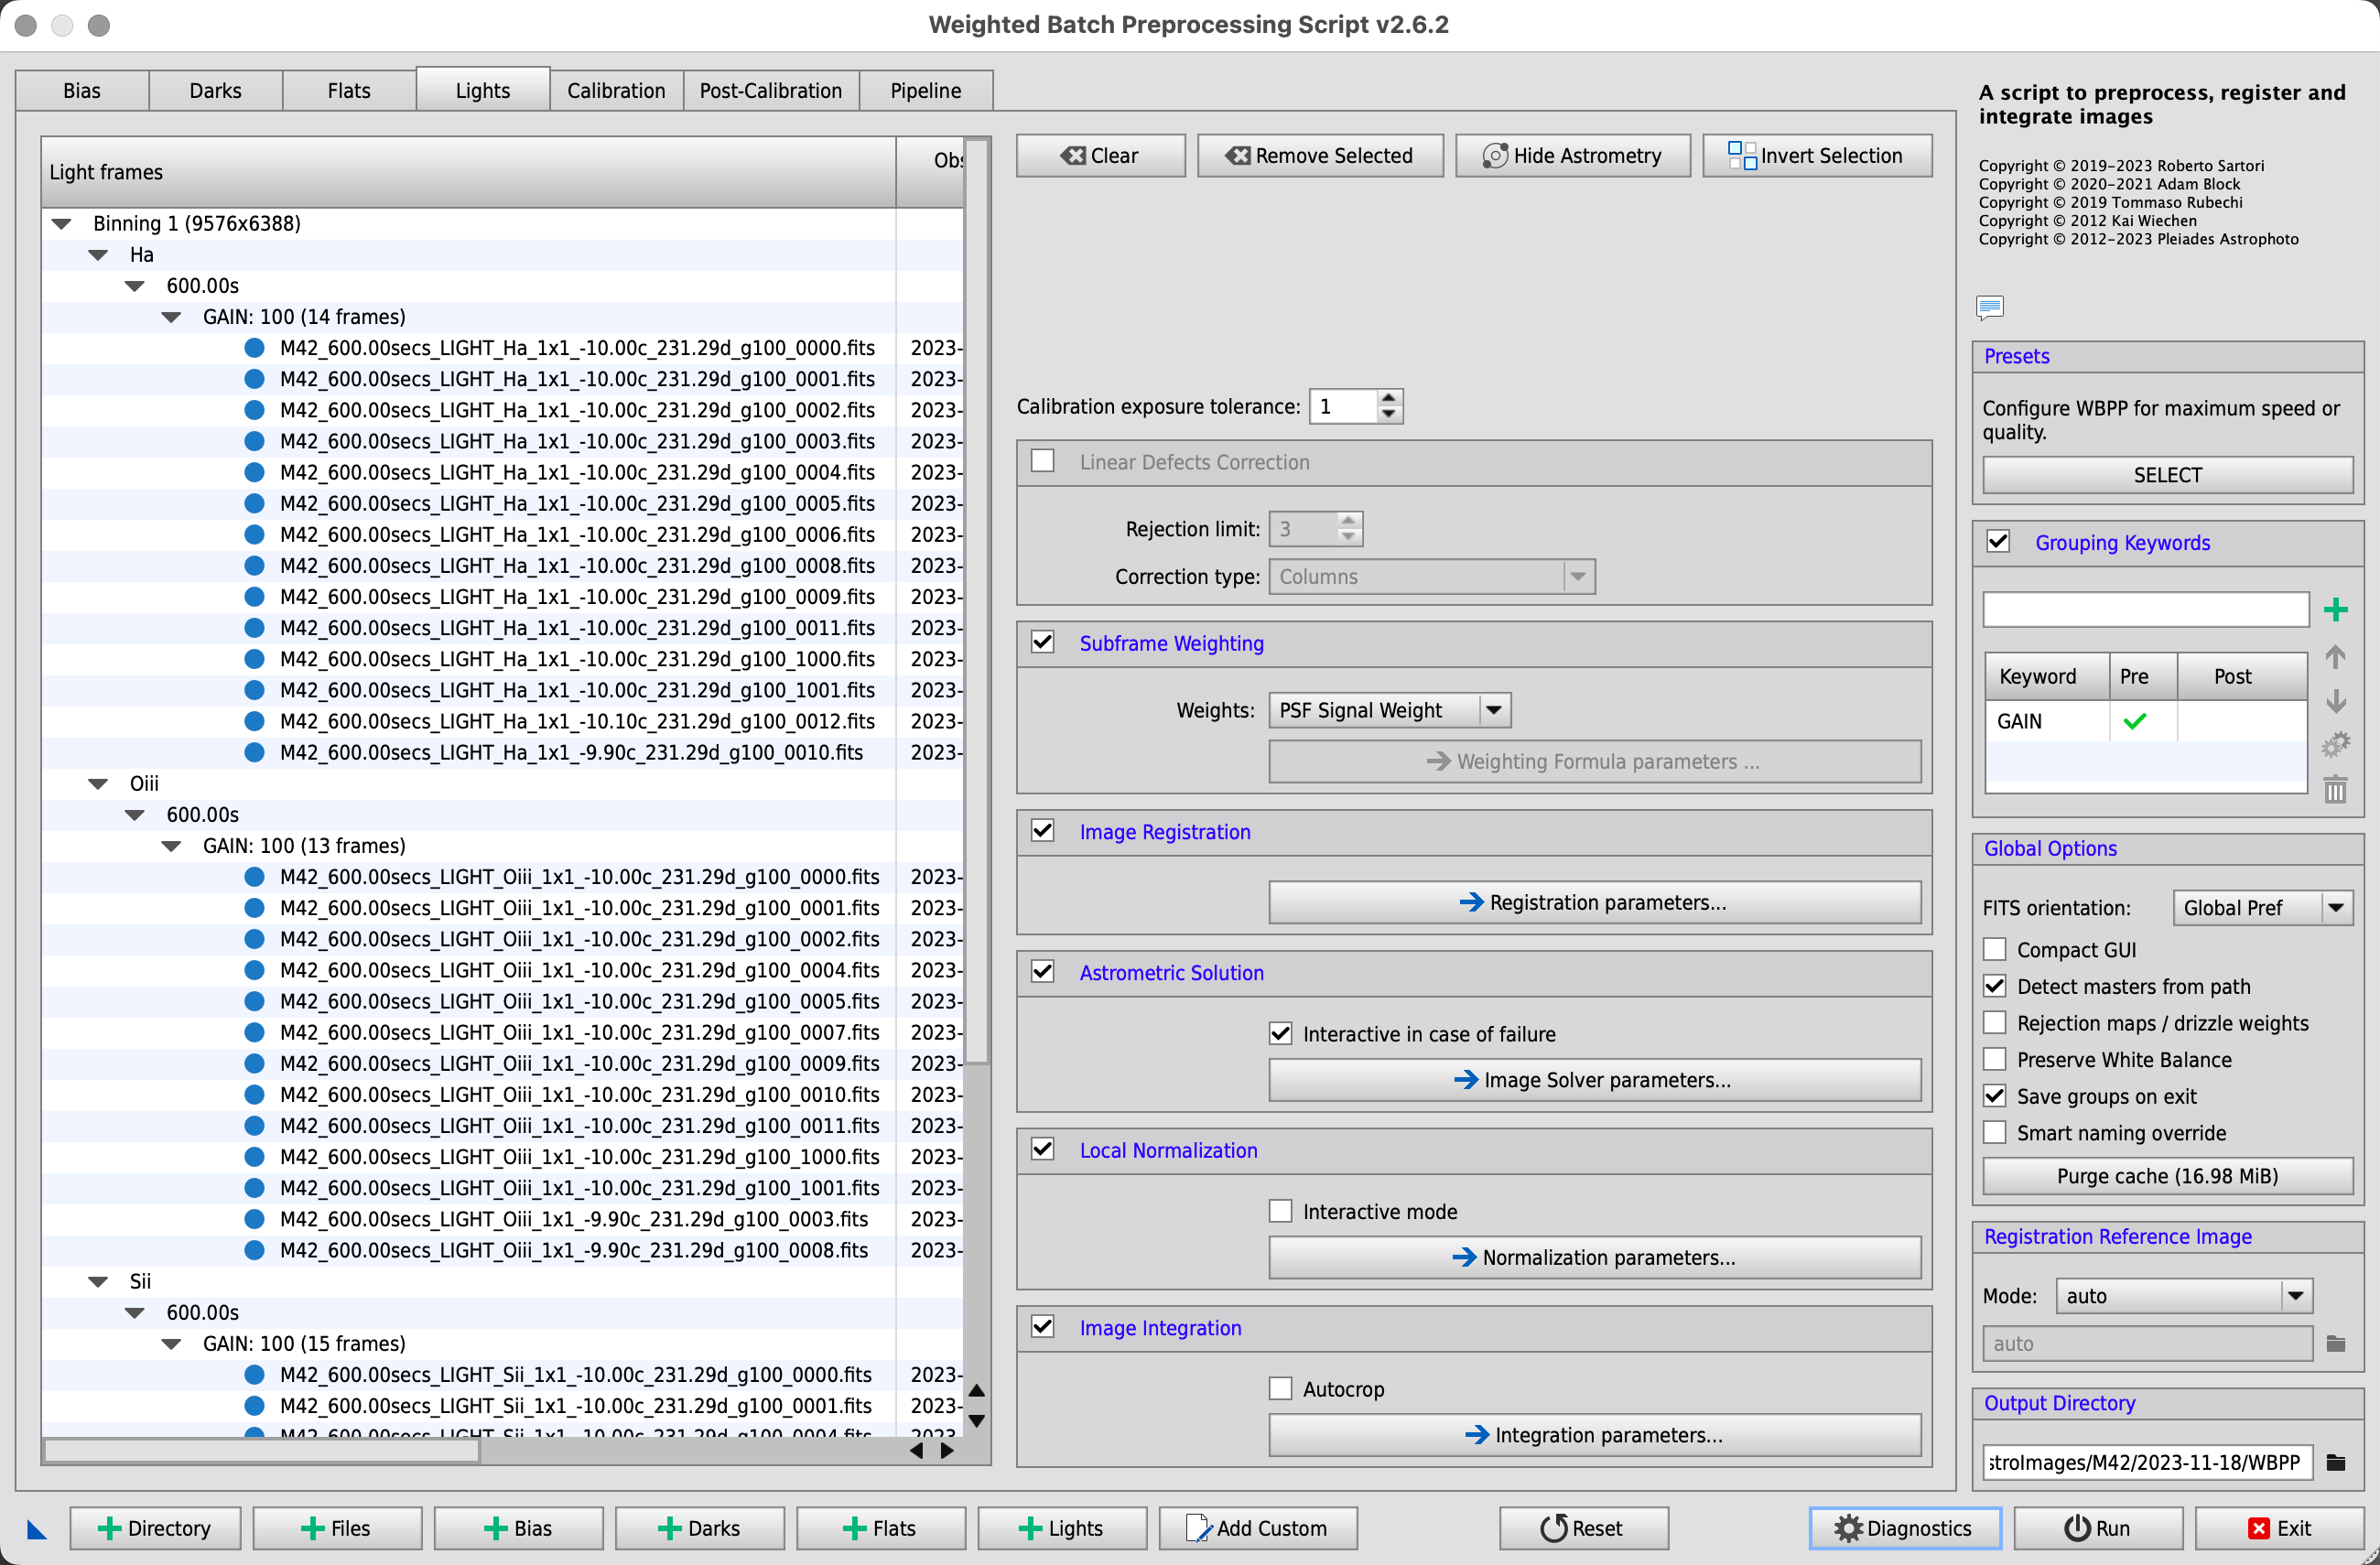 Weighted Batch Preprocessing Script v2.6.2
Bias Darks Flats Lights Calibration Post-Calibration Pipeline
Light frames Obs
Binning 1 (9576x6388)
Ha
600.00s
GAIN: 100 (14 frames)
M42_600.00secs_LIGHT_Ha_1x1_-10.00c_231.29d_g100_0000.fits 2023-
M42_600.00secs_LIGHT_Ha_1x1_-10.00c_231.29d_g100_0001.fits 2023-
M42_600.00secs_LIGHT_Ha_1x1_-10.00c_231.29d_g100_0002.fits 2023-
M42_600.00secs_LIGHT_Ha_1x1_-10.00c_231.29d_g100_0003.fits 2023-
M42_600.00secs_LIGHT_Ha_1x1_-10.00c_231.29d_g100_0004.fits 2023-
M42_600.00secs_LIGHT_Ha_1x1_-10.00c_231.29d_g100_0005.fits 2023-
M42_600.00secs_LIGHT_Ha_1x1_-10.00c_231.29d_g100_0006.fits 2023-
M42_600.00secs_LIGHT_Ha_1x1_-10.00c_231.29d_g100_0008.fits 2023-
M42_600.00secs_LIGHT_Ha_1x1_-10.00c_231.29d_g100_0009.fits 2023-
M42_600.00secs_LIGHT_Ha_1x1_-10.00c_231.29d_g100_0011.fits 2023-
M42_600.00secs_LIGHT_Ha_1x1_-10.00c_231.29d_g100_1000.fits 2023-
M42_600.00secs_LIGHT_Ha_1x1_-10.00c_231.29d_g100_1001.fits 2023-
M42_600.00secs_LIGHT_Ha_1x1_-10.10c_231.29d_g100_0012.fits 2023-
M42_600.00secs_LIGHT_Ha_1x1_-9.90c_231.29d_g100_0010.fits 2023-
Oiii
600.00s
GAIN: 100 (13 frames)
M42_600.00secs_LIGHT_Oiii_1x1_-10.00c_231.29d_g100_0000.fits 2023-
M42_600.00secs_LIGHT_Oiii_1x1_-10.00c_231.29d_g100_0001.fits 2023-
M42_600.00secs_LIGHT_Oiii_1x1_-10.00c_231.29d_g100_0002.fits 2023-
M42_600.00secs_LIGHT_Oiii_1x1_-10.00c_231.29d_g100_0004.fits 2023-
M42_600.00secs_LIGHT_Oiii_1x1_-10.00c_231.29d_g100_0005.fits 2023-
M42_600.00secs_LIGHT_Oiii_1x1_-10.00c_231.29d_g100_0007.fits 2023-
M42_600.00secs_LIGHT_Oiii_1x1_-10.00c_231.29d_g100_0009.fits 2023-
M42_600.00secs_LIGHT_Oiii_1x1_-10.00c_231.29d_g100_0010.fits 2023-
M42_600.00secs_LIGHT_Oiii_1x1_-10.00c_231.29d_g100_0011.fits 2023-
M42_600.00secs_LIGHT_Oiii_1x1_-10.00c_231.29d_g100_1000.fits 2023-
M42_600.00secs_LIGHT_Oiii_1x1_-10.00c_231.29d_g100_1001.fits 2023-
M42_600.00secs_LIGHT_Oiii_1x1_-9.90c_231.29d_g100_0003.fits 2023-
M42_600.00secs_LIGHT_Oiii_1x1_-9.90c_231.29d_g100_0008.fits 2023-
Sii
600.00s
GAIN: 100 (15 frames)
M42_600.00secs_LIGHT_Sii_1x1_-10.00c_231.29d_g100_0000.fits 2023-
M42_600.00secs_LIGHT_Sii_1x1_-10.00c_231.29d_g100_0001.fits 2023-
M42_600.00secs_LIGHT_Sii_1x1_-10.00c_231.29d_g100_0004.fits 2023-
Clear Remove Selected Hide Astrometry Invert Selection
Calibration exposure tolerance: 1
Linear Defects Correction
Rejection limit: 3
Correction type: Columns
Subframe Weighting
Weights: PSF Signal Weight
Weighting Formula parameters ...
Image Registration
Registration parameters...
Astrometric Solution
Interactive in case of failure
Image Solver parameters...
Local Normalization
Interactive mode
Normalization parameters...
Image Integration
Autocrop
Integration parameters...
A script to preprocess, register and
integrate images
Copyright © 2019-2023 Roberto Sartori
Copyright © 2020-2021 Adam Block
Copyright © 2019 Tommaso Rubechi
Copyright © 2012 Kai Wiechen
Copyright © 2012-2023 Pleiades Astrophoto
Presets
Configure WBPP for maximum speed or
quality.
SELECT
Grouping Keywords
Keyword Pre Post
GAIN
Global Options
FITS orientation: Global Pref
Compact GUI
Detect masters from path
Rejection maps / drizzle weights
Preserve White Balance
Save groups on exit
Smart naming override
Purge cache (16.98 MiB)
Registration Reference Image
Mode: auto
auto
Output Directory
stroImages/M42/2023-11-18/WBPP
Directory Files Bias Darks Flats Lights Add Custom Reset Diagnostics Run Exit